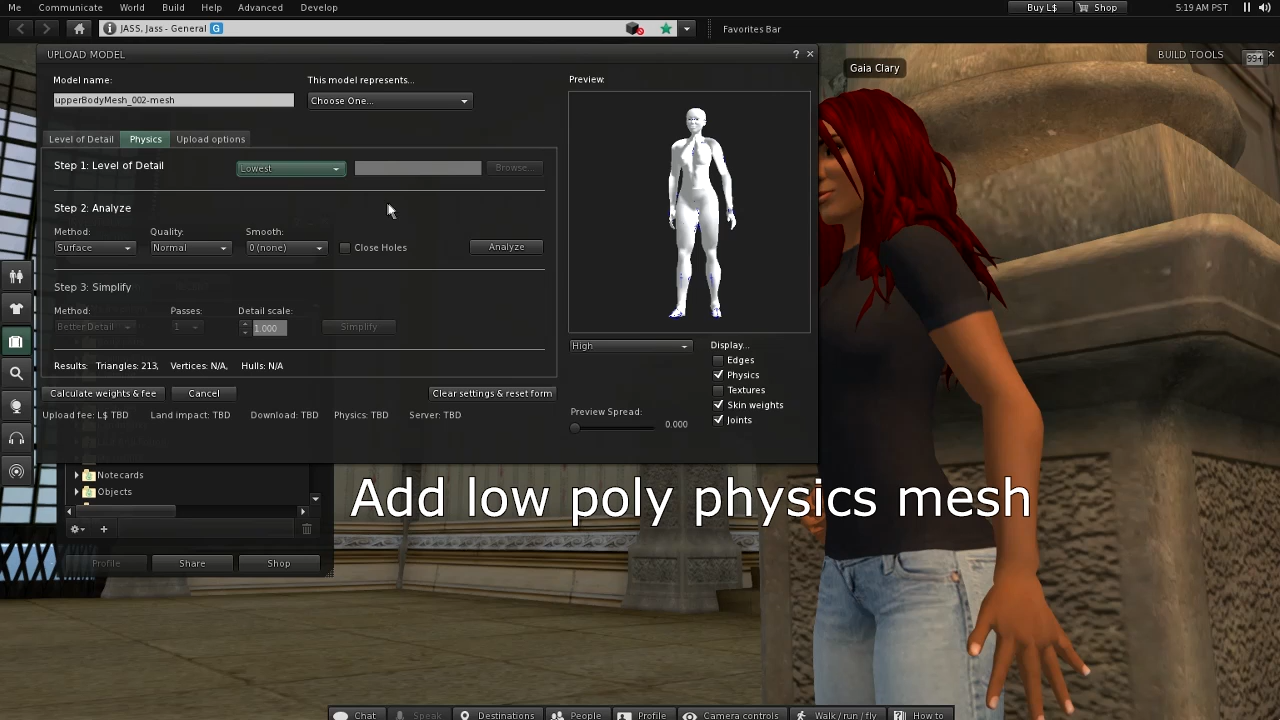 Me Communicate World Build Help Advanced Develop
Buy L$ Shop 5:19 AM PST
JASS, Jass - General G
Favorites Bar
UPLOAD MODEL ? ×
BUILD TOOLS
Gaia Clary
Model name: This model represents... Preview:
upperBodyMesh_002-mesh Choose One...
Level of Detail Physics Upload options
Step 1: Level of Detail Lowest Browse...
Step 2: Analyze
Method: Quality: Smooth:
Surface Normal 0 (none) Close Holes Analyze
Step 3: Simplify
Method: Passes: Detail scale:
Better Detail 1 1.000 Simplify
Results: Triangles: 213, Vertices: N/A, Hulls: N/A
Calculate weights & fee Cancel Clear settings & reset form
Upload fee: L$ TBD Land impact: TBD Download: TBD Physics: TBD Server: TBD
High Display...
Edges
Physics
Textures
Skin weights
Joints
Preview Spread: 0.000
Notecards
Objects
Add low poly physics mesh
Profile Share Shop
Chat Speak Destinations People Profile Camera controls Walk / run / fly How to